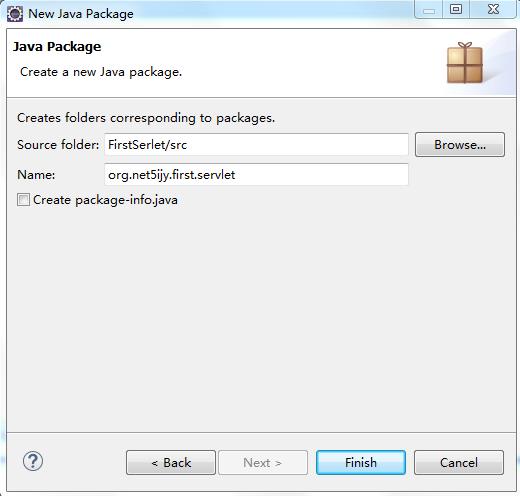 New Java Package
Java Package
Create a new Java package.
Creates folders corresponding to packages.
Source folder: FirstSerlet/src Browse...
Name: org.net5ijy.first.servlet
Create package-info.java
? < Back Next > Finish Cancel